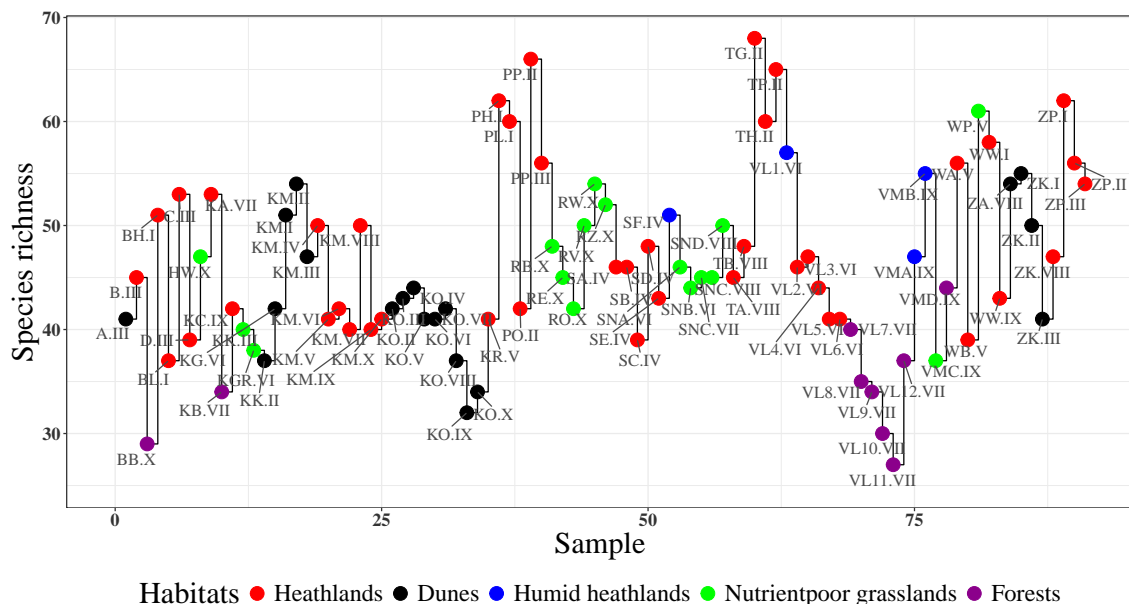 70
TG.II
PP.II
TP.II
PH.I
ZP.I
60
PL.I
WP.V
TH.II
WW.I
VL1.VI
WA.V
PP.III
ZK.I
ZP.II
C.III
KA.VII
KM.II
RW.X
VMB.IX
ZA.VIII
ZP.III
BH.I
KM.I
RZ.X
SF.IV
50
KM.IV
KM.VIII
RV.X
SND.VIII
ZK.II
HW.X
KM.III
RB.X
SA.IV
SD.IV
TB.VIII
VL3.VI
VMA.IX
ZK.VIII
B.III
RE.X
SB.IV
SNA.VI
SNB.VI
SNC.VIII
TA.VIII
VL2.VI
VMD.IX
WW.IX
A.III
D.III
KC.IX
KG.VI
KK.III
KM.VI
KM.VII
KO.II
KO.IV
KO.V
KO.VI
PO.II
RO.X
SE.IV
SNC.VII
VL5.VI
VL7.VII
40
BL.I
KGR.VI
KM.V
KM.X
KO.V
KR.V
SC.IV
VL4.VI
VL6.VI
WB.V
ZK.III
KB.VII
KK.II
KM.IX
KO.VIII
VL8.VII
VL12.VII
VMC.IX
KO.X
VL9.VII
30
BB.X
KO.IX
VL10.VII
VL11.VII
Species richness
0
25
50
75
Sample
Habitats Heathlands Dunes Humid heathlands Nutrientpoor grasslands Forests